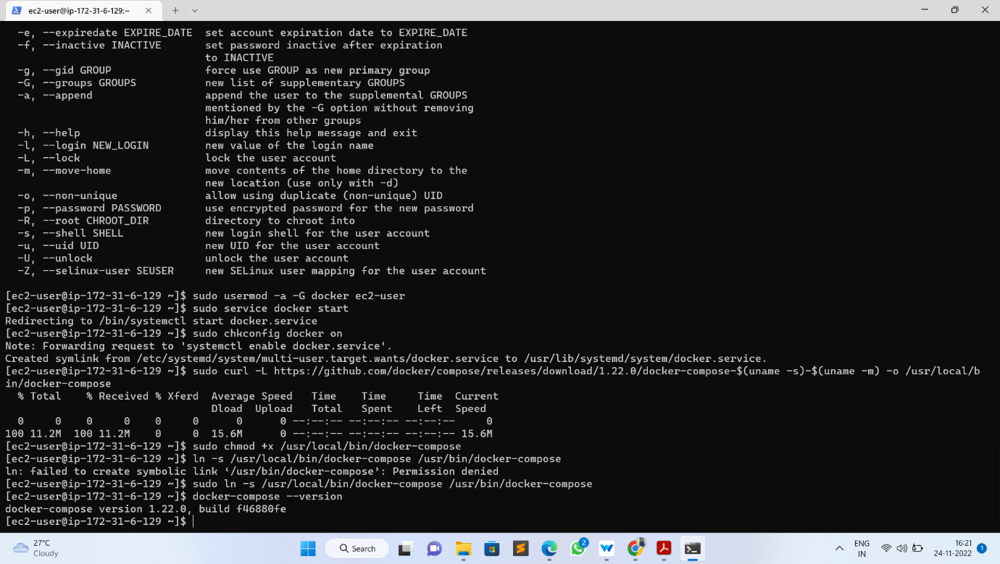 ec2-user@ip-172-31-6-129:~
-e, --expiredate EXPIRE_DATE  set account expiration date to EXPIRE_DATE
-f, --inactive INACTIVE       set password inactive after expiration
                              to INACTIVE
-g, --gid GROUP               force use GROUP as new primary group
-G, --groups GROUPS           new list of supplementary GROUPS
-a, --append                  append the user to the supplemental GROUPS
                              mentioned by the -G option without removing
                              him/her from other groups
-h, --help                    display this help message and exit
-l, --login NEW_LOGIN         new value of the login name
-L, --lock                    lock the user account
-m, --move-home               move contents of the home directory to the
                              new location (use only with -d)
-o, --non-unique              allow using duplicate (non-unique) UID
-p, --password PASSWORD       use encrypted password for the new password
-R, --root CHROOT_DIR         directory to chroot into
-s, --shell SHELL             new login shell for the user account
-u, --uid UID                 new UID for the user account
-U, --unlock                  unlock the user account
-Z, --selinux-user SEUSER     new SELinux user mapping for the user account
[ec2-user@ip-172-31-6-129 ~]$ sudo usermod -a -G docker ec2-user
[ec2-user@ip-172-31-6-129 ~]$ sudo service docker start
Redirecting to /bin/systemctl start docker.service
[ec2-user@ip-172-31-6-129 ~]$ sudo chkconfig docker on
Note: Forwarding request to 'systemctl enable docker.service'.
Created symlink from /etc/systemd/system/multi-user.target.wants/docker.service to /usr/lib/systemd/system/docker.service.
[ec2-user@ip-172-31-6-129 ~]$ sudo curl -L https://github.com/docker/compose/releases/download/1.22.0/docker-compose-$(uname -s)-$(uname -m) -o /usr/local/b
in/docker-compose
  % Total    % Received % Xferd  Average Speed   Time    Time     Time  Current
                                 Dload  Upload   Total   Spent    Left  Speed
  0     0    0     0    0     0      0      0 --:--:-- --:--:-- --:--:--     0
100 11.2M  100 11.2M    0     0  15.6M      0 --:--:-- --:--:-- --:--:-- 15.6M
[ec2-user@ip-172-31-6-129 ~]$ sudo chmod +x /usr/local/bin/docker-compose
[ec2-user@ip-172-31-6-129 ~]$ ln -s /usr/local/bin/docker-compose /usr/bin/docker-compose
ln: failed to create symbolic link ‘/usr/bin/docker-compose’: Permission denied
[ec2-user@ip-172-31-6-129 ~]$ sudo ln -s /usr/local/bin/docker-compose /usr/bin/docker-compose
[ec2-user@ip-172-31-6-129 ~]$ docker-compose --version
docker-compose version 1.22.0, build f46880fe
[ec2-user@ip-172-31-6-129 ~]$
27°C
Cloudy
Search
2
ENG
IN
16:21
24-11-2022
1